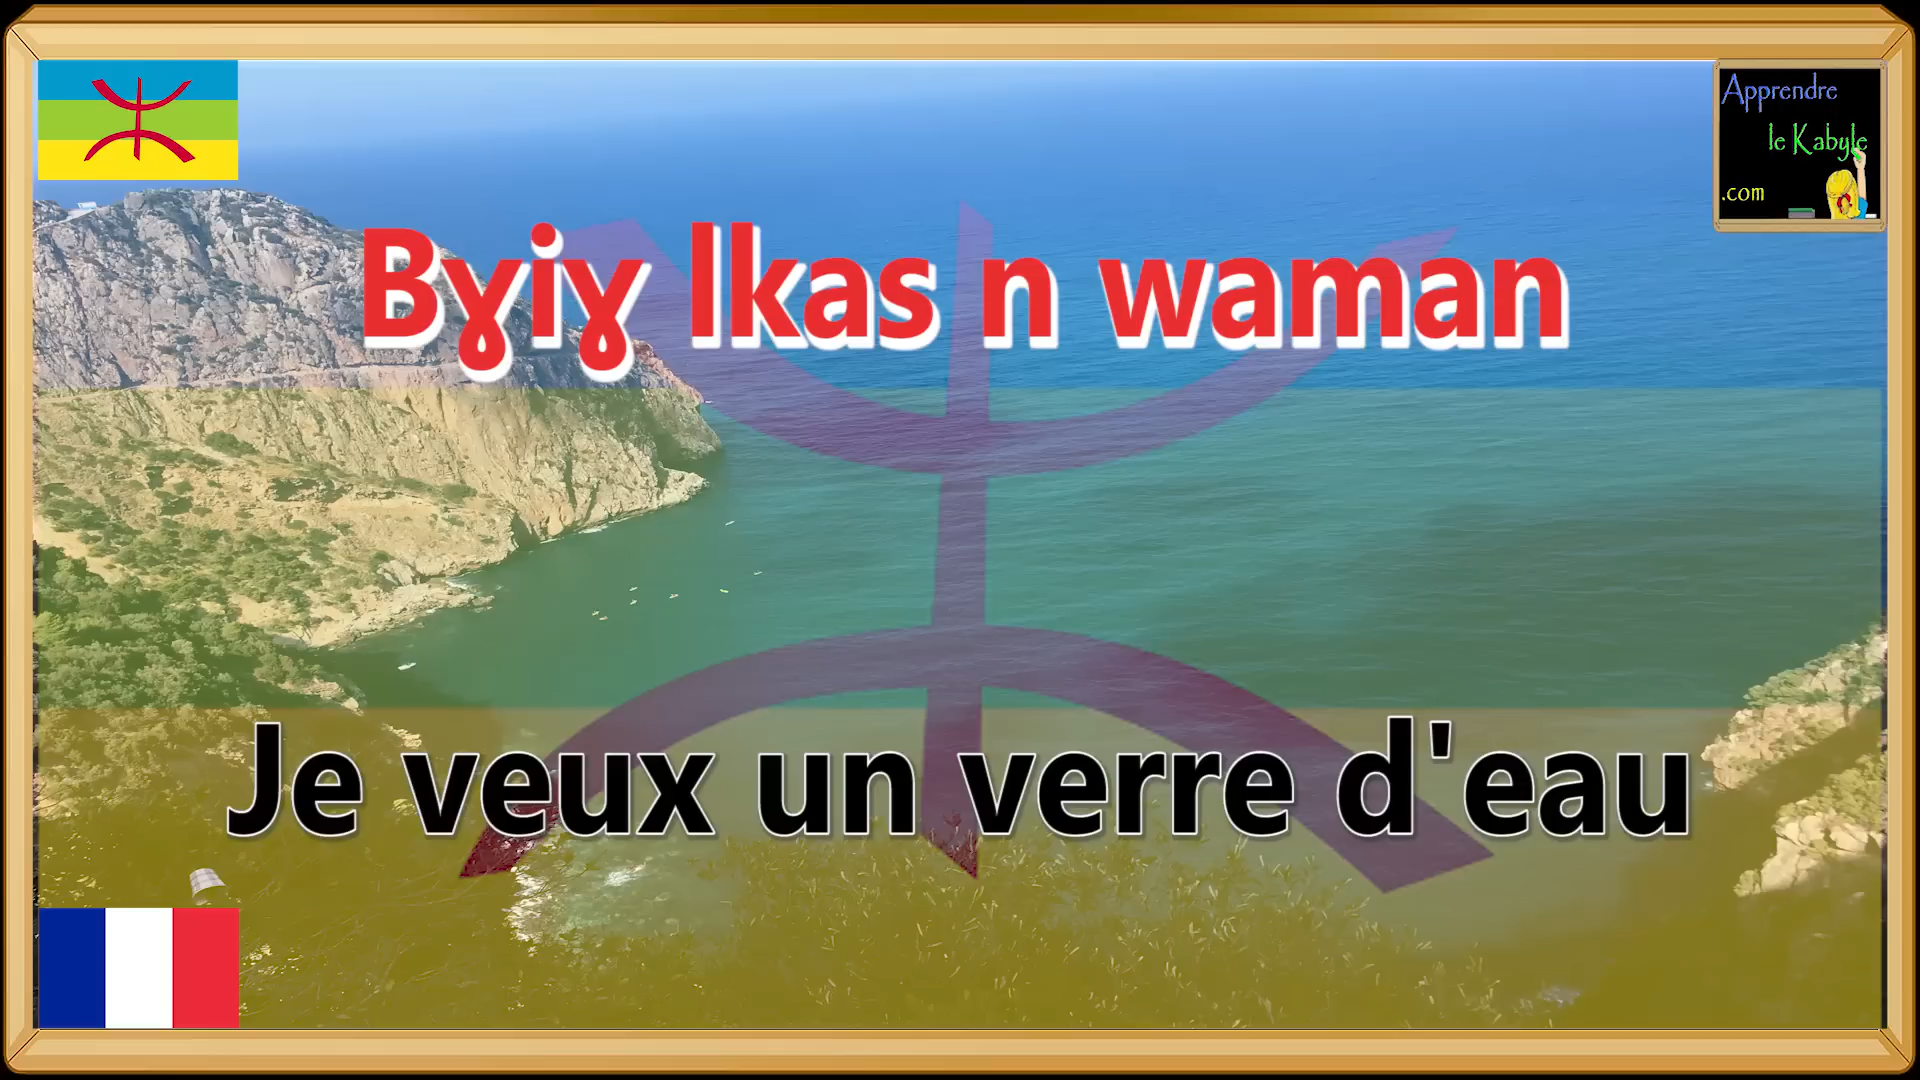 Apprendre
le Kabyle
.com
Bɣiɣ lkas n waman
Je veux un verre d'eau